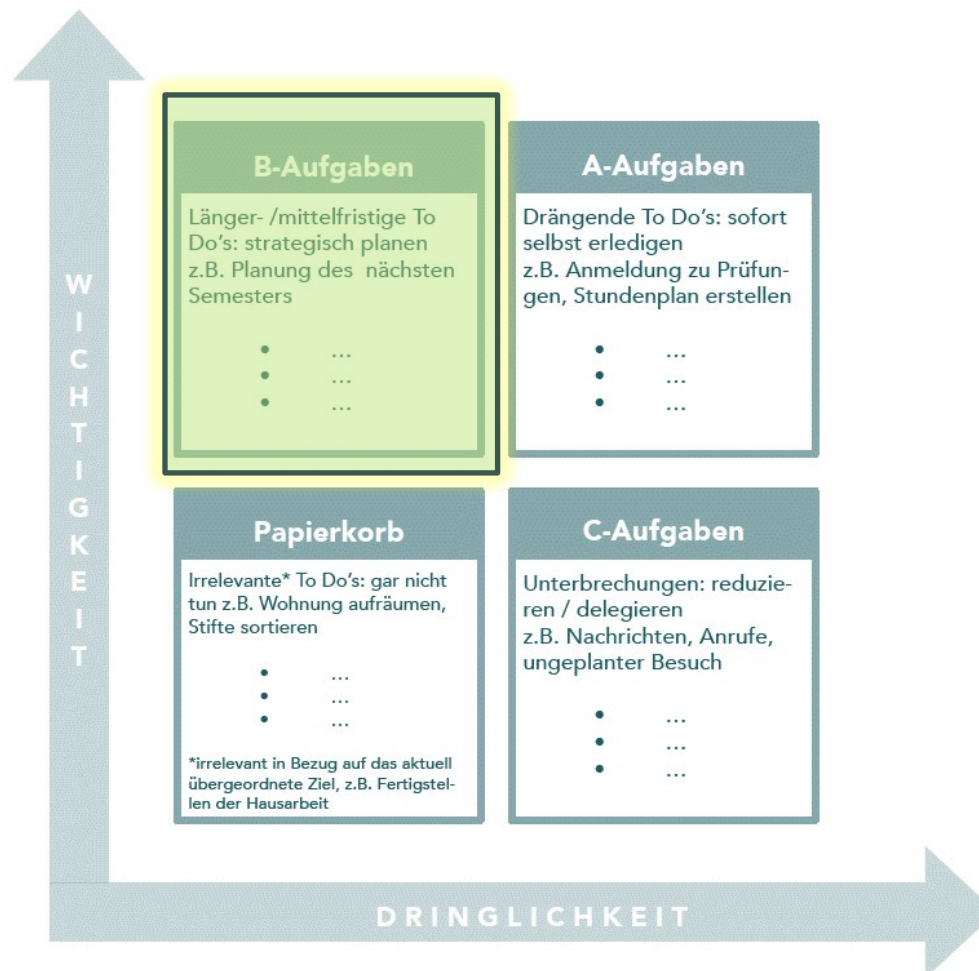 WICHTIGKEIT
B-Aufgaben
Länger- /mittelfristige To
Do's: strategisch planen
z.B. Planung des nächsten
Semesters
• ...
• ...
• ...
A-Aufgaben
Drängende To Do's: sofort
selbst erledigen
z.B. Anmeldung zu Prüfun-
gen, Stundenplan erstellen
• ...
• ...
• ...
Papierkorb
Irrelevante* To Do's: gar nicht
tun z.B. Wohnung aufräumen,
Stifte sortieren
• ...
• ...
• ...
*irrelevant in Bezug auf das aktuell
übergeordnete Ziel, z.B. Fertigstel-
len der Hausarbeit
C-Aufgaben
Unterbrechungen: reduzie-
ren / delegieren
z.B. Nachrichten, Anrufe,
ungeplanter Besuch
• ...
• ...
• ...
DRINGLICHKEIT